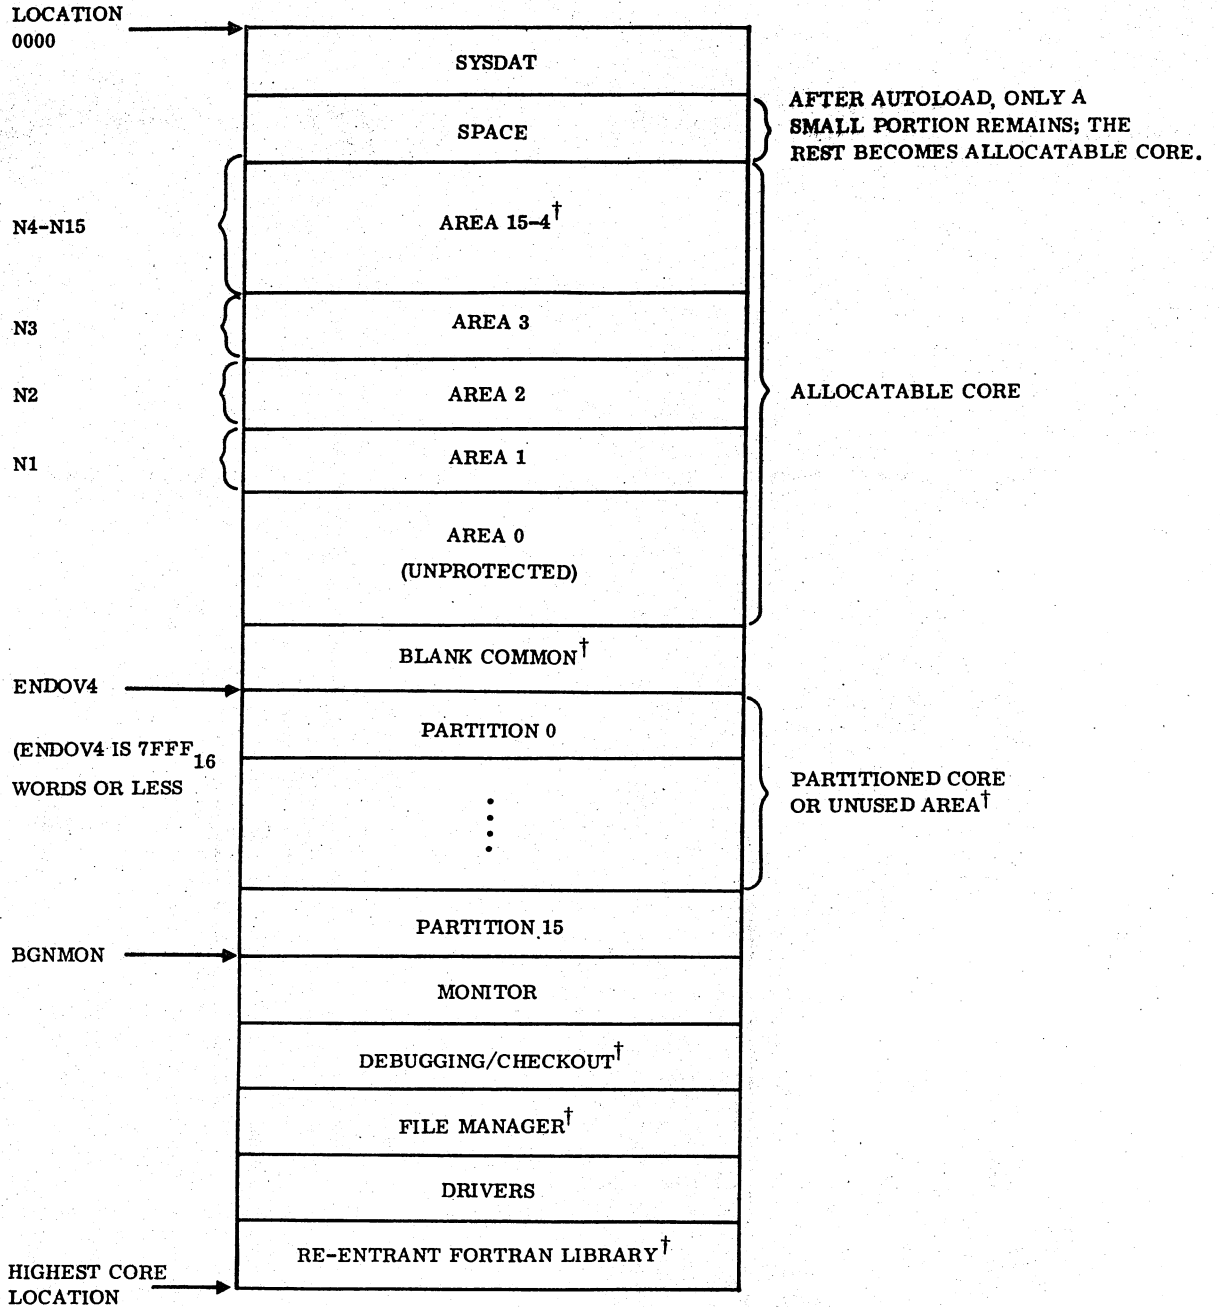 LOCATION
0000
SYSDAT
AFTER AUTOLOAD, ONLY A
SMALL PORTION REMAINS; THE
REST BECOMES ALLOCATABLE CORE.
SPACE
N4-N15
AREA 15-4†
N3
AREA 3
N2
AREA 2
ALLOCATABLE CORE
N1
AREA 1
AREA 0
(UNPROTECTED)
BLANK COMMON†
ENDOV4
PARTITION 0
(ENDOV4 IS 7FFF16
WORDS OR LESS
PARTITIONED CORE
OR UNUSED AREA†
PARTITION 15
BGNMON
MONITOR
DEBUGGING/CHECKOUT†
FILE MANAGER†
DRIVERS
RE-ENTRANT FORTRAN LIBRARY†
HIGHEST CORE
LOCATION